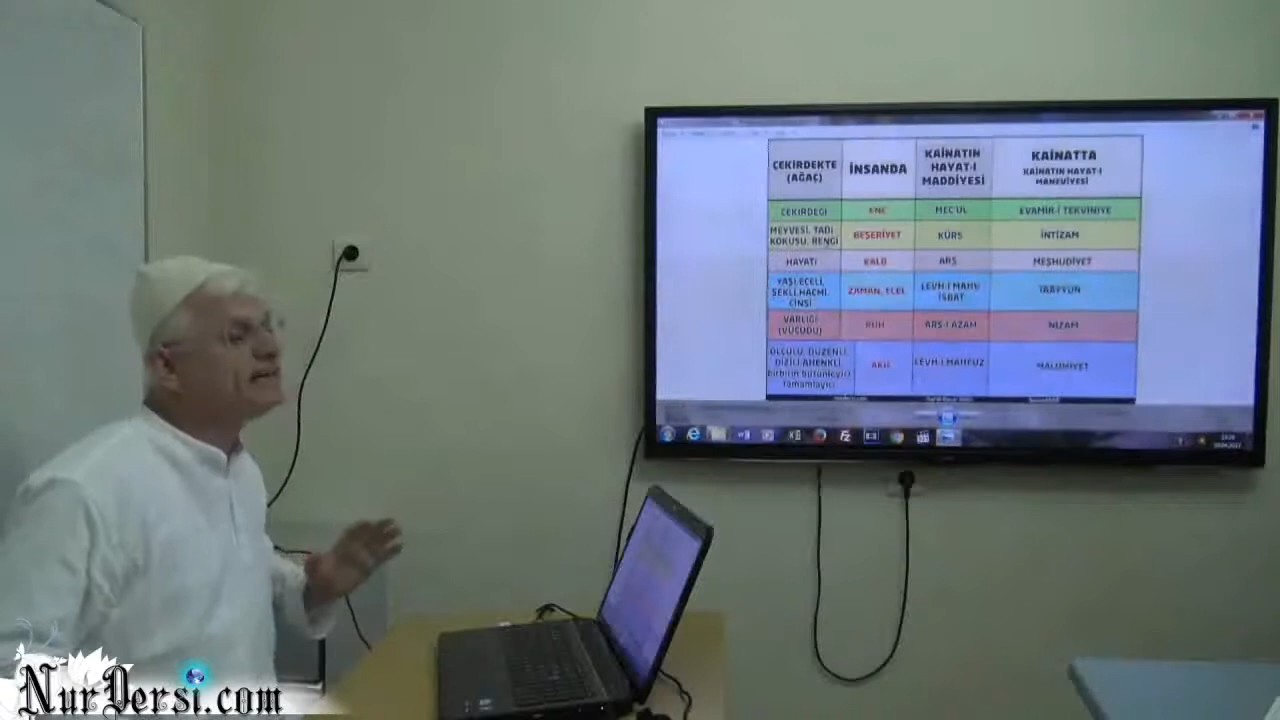 ÇEKİRDEKTE
(AĞAÇ)
İNSANDA
KAİNATIN
HAYAT-I
MADDİYESİ
KAİNATTA
KAİNATIN HAYAT-I
MANEVİYESİ
ÇEKİRDEĞİ
ENE
MEC'UL
EVAMİR-İ TEKVİNİYE
MEYVESİ, TADI
KOKUSU, RENGİ
BEŞERİYET
KÜRS
İNTİZAM
HAYATI
KALB
ARŞ
MEŞHUDİYET
YAŞI, ECELİ,
ŞEKLİ, HACMİ,
CİNSİ
ZAMAN, ECEL
LEVH-İ MAHV
İSBAT
TAAYYÜN
VARLIĞI
(VÜCUDU)
RUH
ARŞ-I AZAM
NİZAM
ÖLÇÜLÜ, DÜZENLİ,
DİZİLİ AHENKLİ
birbirin bütünleyici
tamamlayıcı
AKIL
LEVH-İ MAHFUZ
MALUMİYET
NurDersi.com